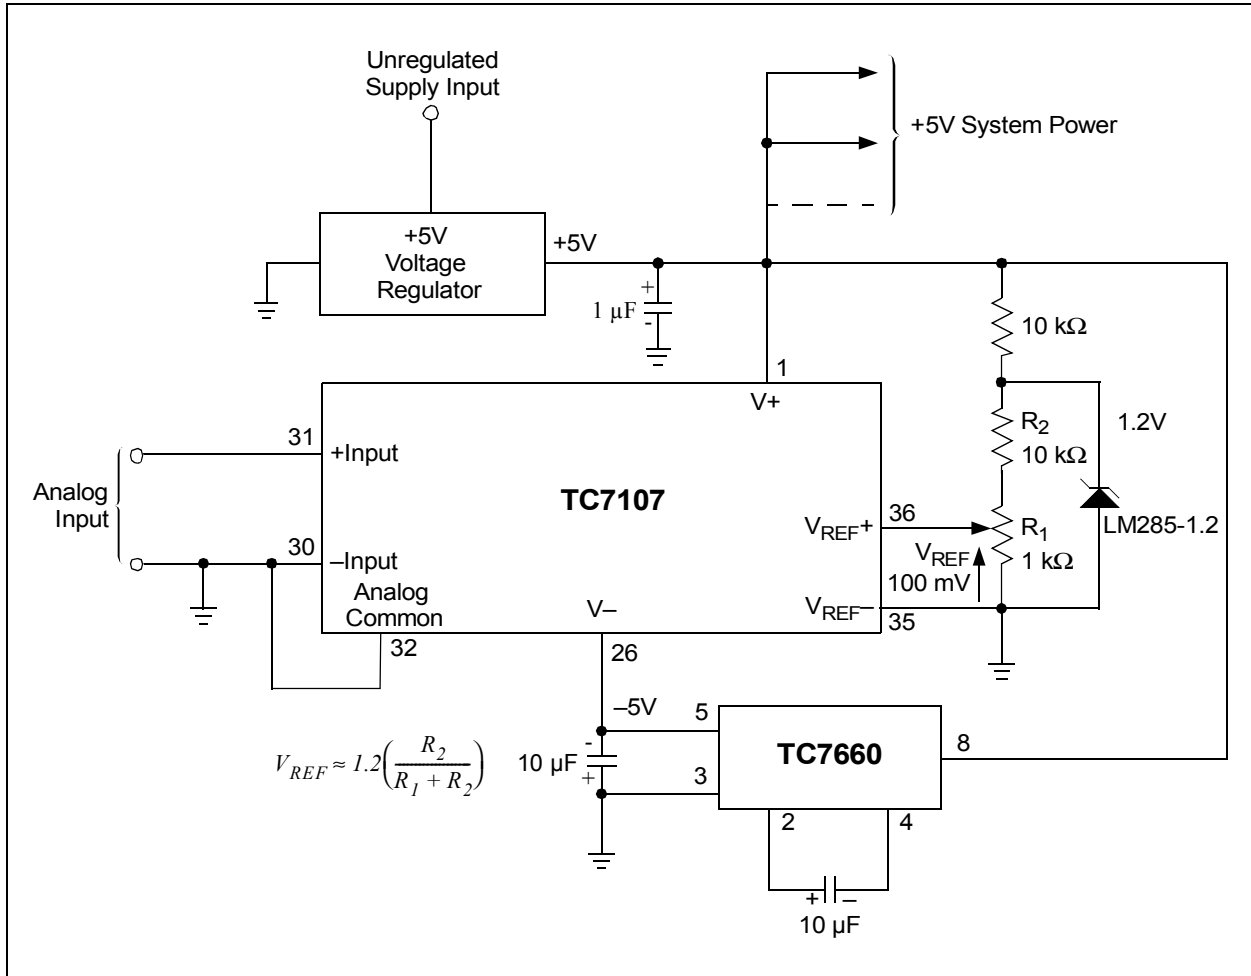 Unregulated
Supply Input
+5V System Power
+5V
Voltage
Regulator
+5V
+
1 µF
-
10 kΩ
1
V+
R2
10 kΩ
1.2V
LM285-1.2
31
+Input
Analog
Input
30
–Input
Analog
Common
32
TC7107
VREF+
36
R1
1 kΩ
VREF
100 mV
VREF–
35
V–
26
–5V
VREF ≈ 1.2(R2/R1 + R2)
-
10 µF
+
5
3
TC7660
8
2
4
+ –
10 µF